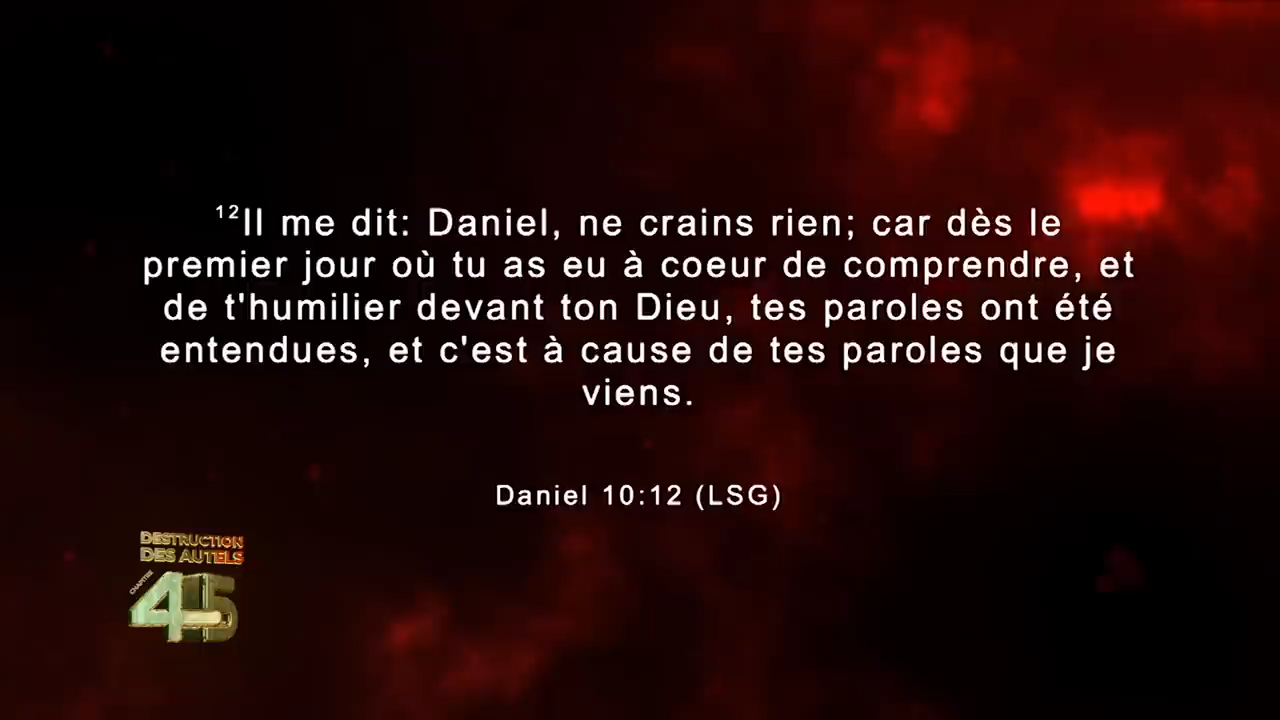 ¹²Il me dit: Daniel, ne crains rien; car dès le
premier jour où tu as eu à coeur de comprendre, et
de t'humilier devant ton Dieu, tes paroles ont été
entendues, et c'est à cause de tes paroles que je
viens.
Daniel 10:12 (LSG)
DESTRUCTION
DES AUTELS
CHAPITRE
45